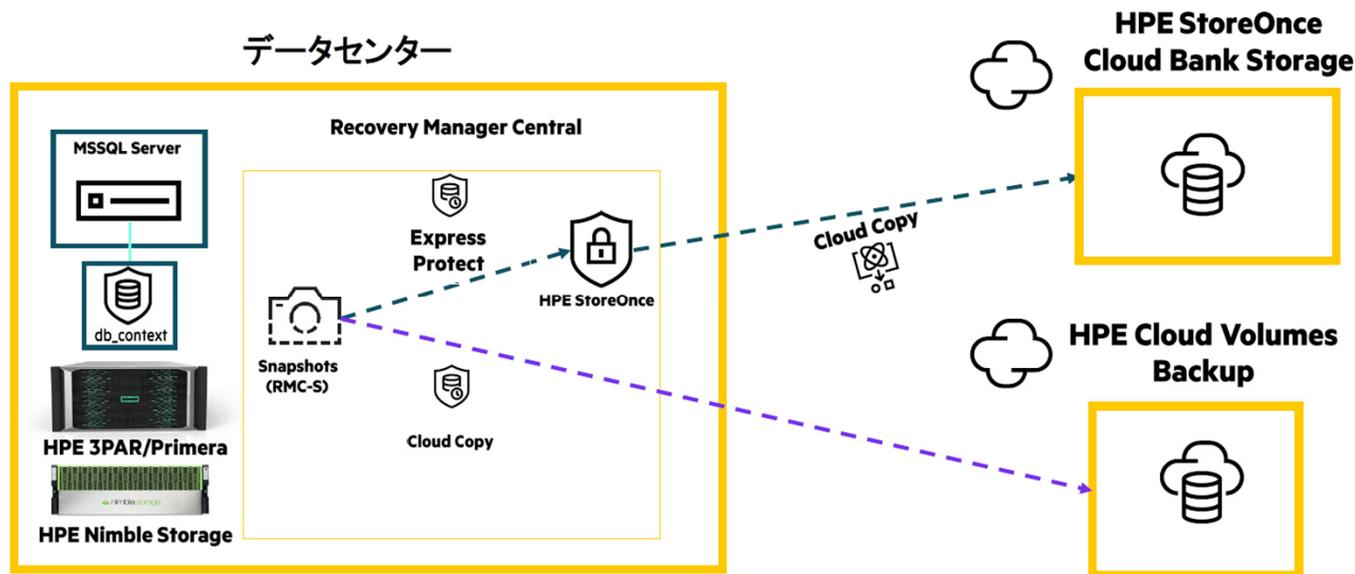 データセンター
HPE StoreOnce
Cloud Bank Storage
Recovery Manager Central
MSSQL Server
Express
Protect
HPE StoreOnce
Cloud Copy
db_context
Snapshots
(RMC-S)
Cloud Copy
HPE 3PAR/Primera
nimblestorage
HPE Nimble Storage
HPE Cloud Volumes
Backup